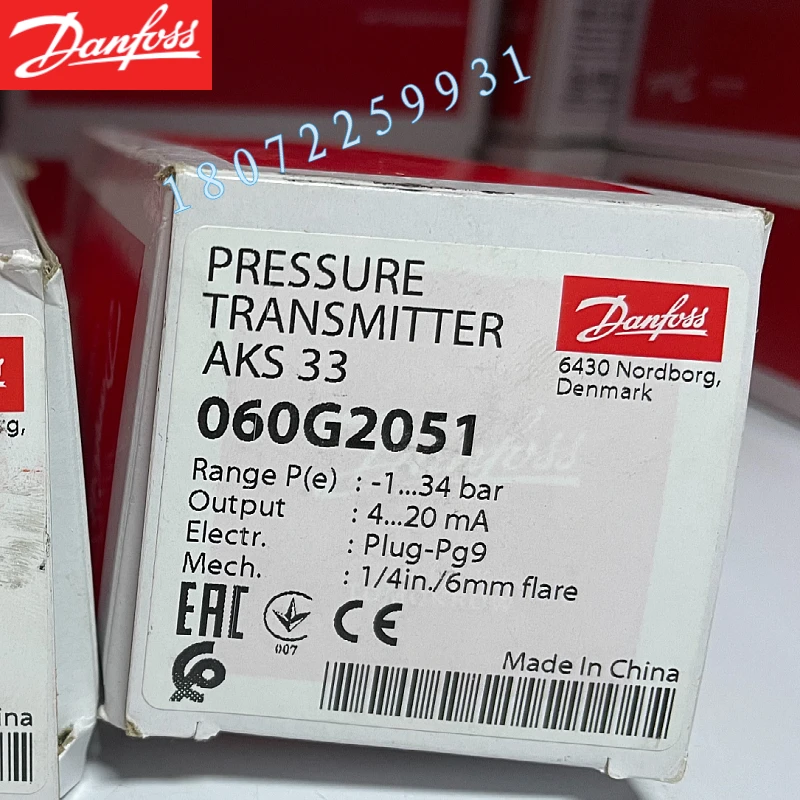 Danfoss
18072259931
PRESSURE
TRANSMITTER
AKS 33
060G2051
Danfoss
6430 Nordborg,
Denmark
Range P(e) : -1...34 bar
Output : 4...20 mA
Electr. : Plug-Pg9
Mech. : 1/4in./6mm flare
EAC
007
CE
Made In China
Danfoss